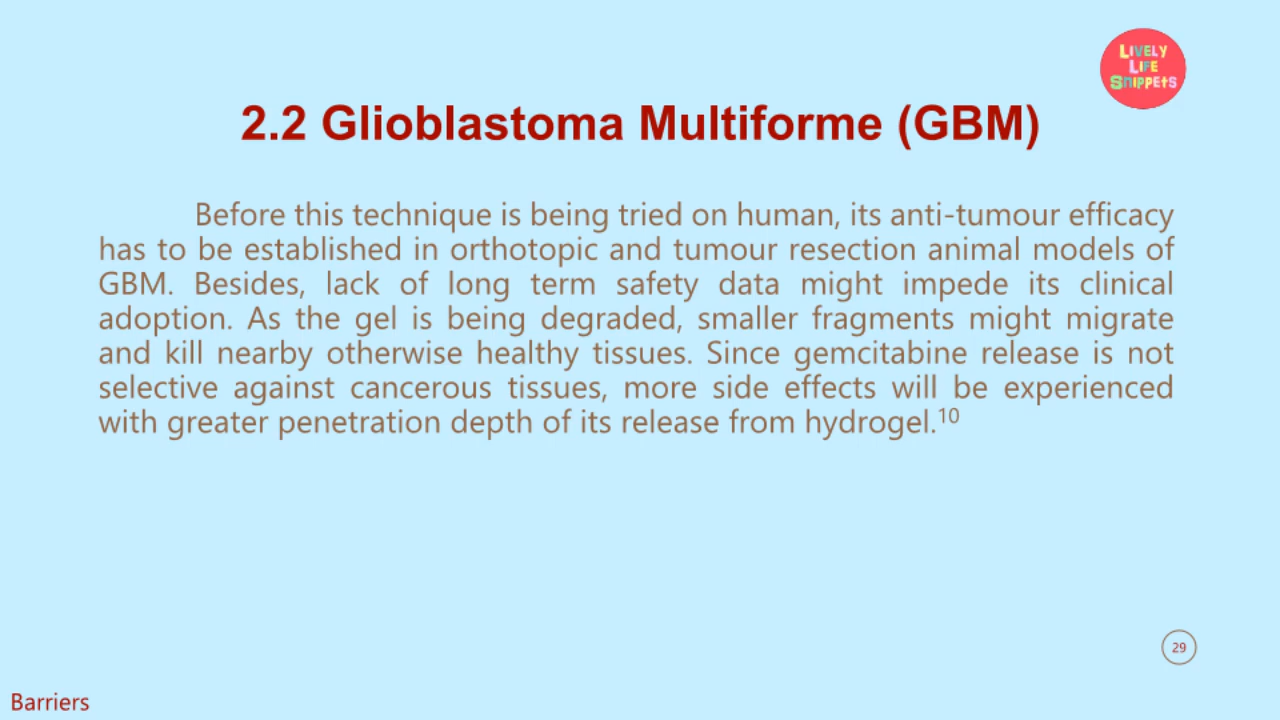 LIVELY
LIFE
SNIPPETS
2.2 Glioblastoma Multiforme (GBM)
Before this technique is being tried on human, its anti-tumour efficacy
has to be established in orthotopic and tumour resection animal models of
GBM. Besides, lack of long term safety data might impede its clinical
adoption. As the gel is being degraded, smaller fragments might migrate
and kill nearby otherwise healthy tissues. Since gemcitabine release is not
selective against cancerous tissues, more side effects will be experienced
with greater penetration depth of its release from hydrogel.¹⁰
29
Barriers